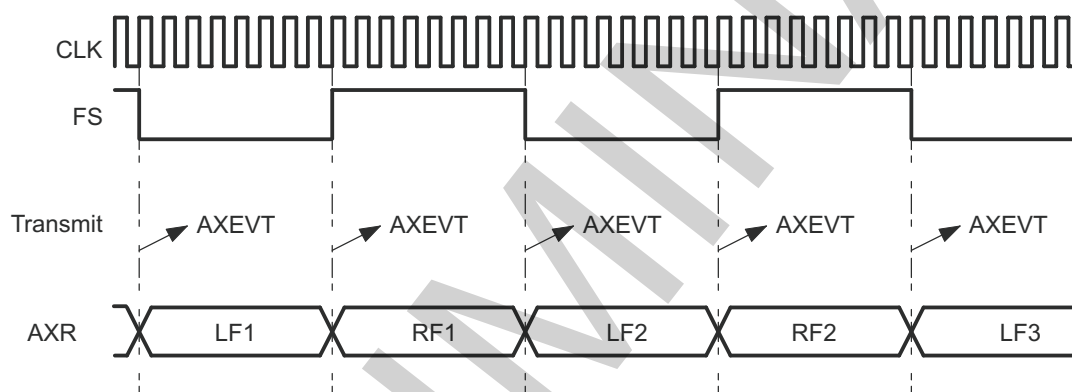 CLK
FS
Transmit AXEVT AXEVT AXEVT AXEVT AXEVT
AXR LF1 RF1 LF2 RF2 LF3